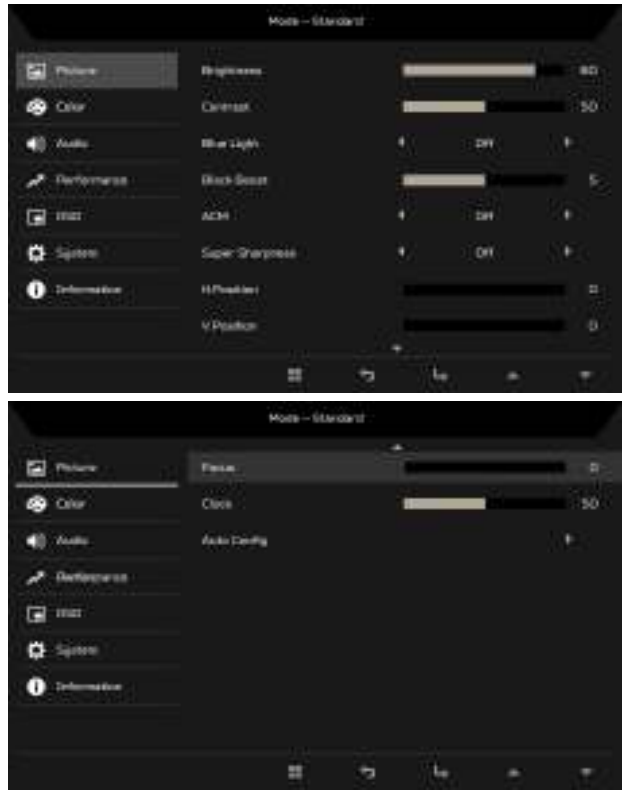 Mode - Standard
Picture
Brightness 80
Color
Contrast 50
Audio
Blue Light Off
Performance
Black Boost 5
OSD
ACM Off
System
Super Sharpness Off
Information
H.Position 0
V.Position 0
Mode - Standard
Picture
Focus 0
Color
Clock 50
Audio
Auto Config
Performance
OSD
System
Information